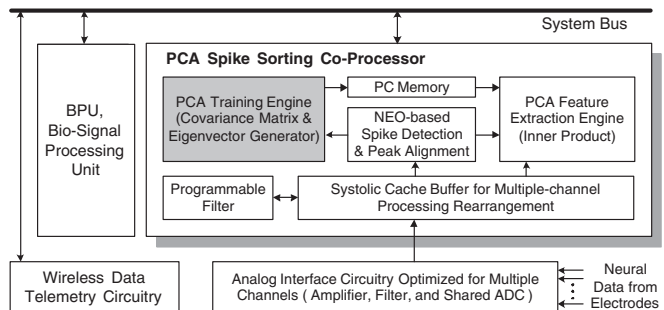 System Bus
PCA Spike Sorting Co-Processor
BPU,
Bio-Signal
Processing
Unit
PCA Training Engine
(Covariance Matrix &
Eigenvector Generator)
PC Memory
NEO-based
Spike Detection
& Peak Alignment
PCA Feature
Extraction Engine
(Inner Product)
Programmable
Filter
Systolic Cache Buffer for Multiple-channel
Processing Rearrangement
Wireless Data
Telemetry Circuitry
Analog Interface Circuitry Optimized for Multiple
Channels ( Amplifier, Filter, and Shared ADC )
Neural
Data from
Electrodes